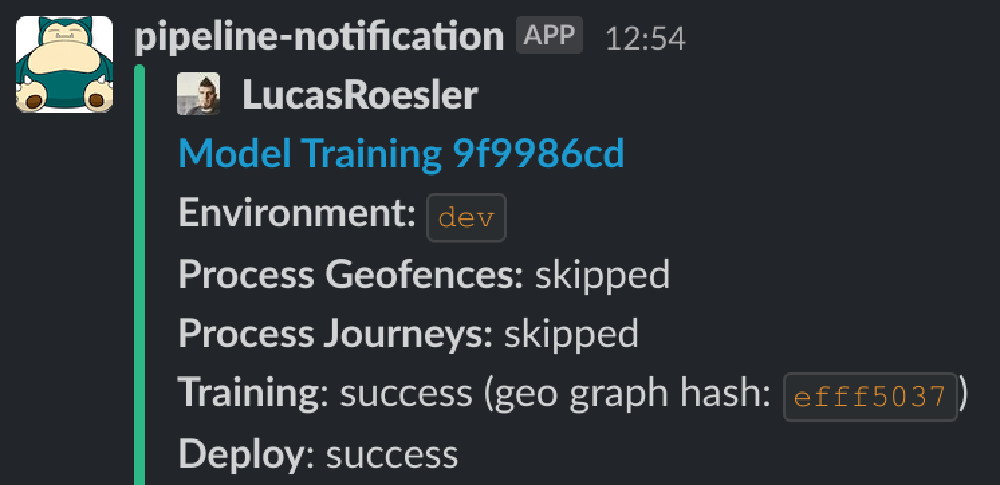 pipeline-notification APP 12:54
LucasRoesler
Model Training 9f9986cd
Environment: dev
Process Geofences: skipped
Process Journeys: skipped
Training: success (geo graph hash: efff5037)
Deploy: success